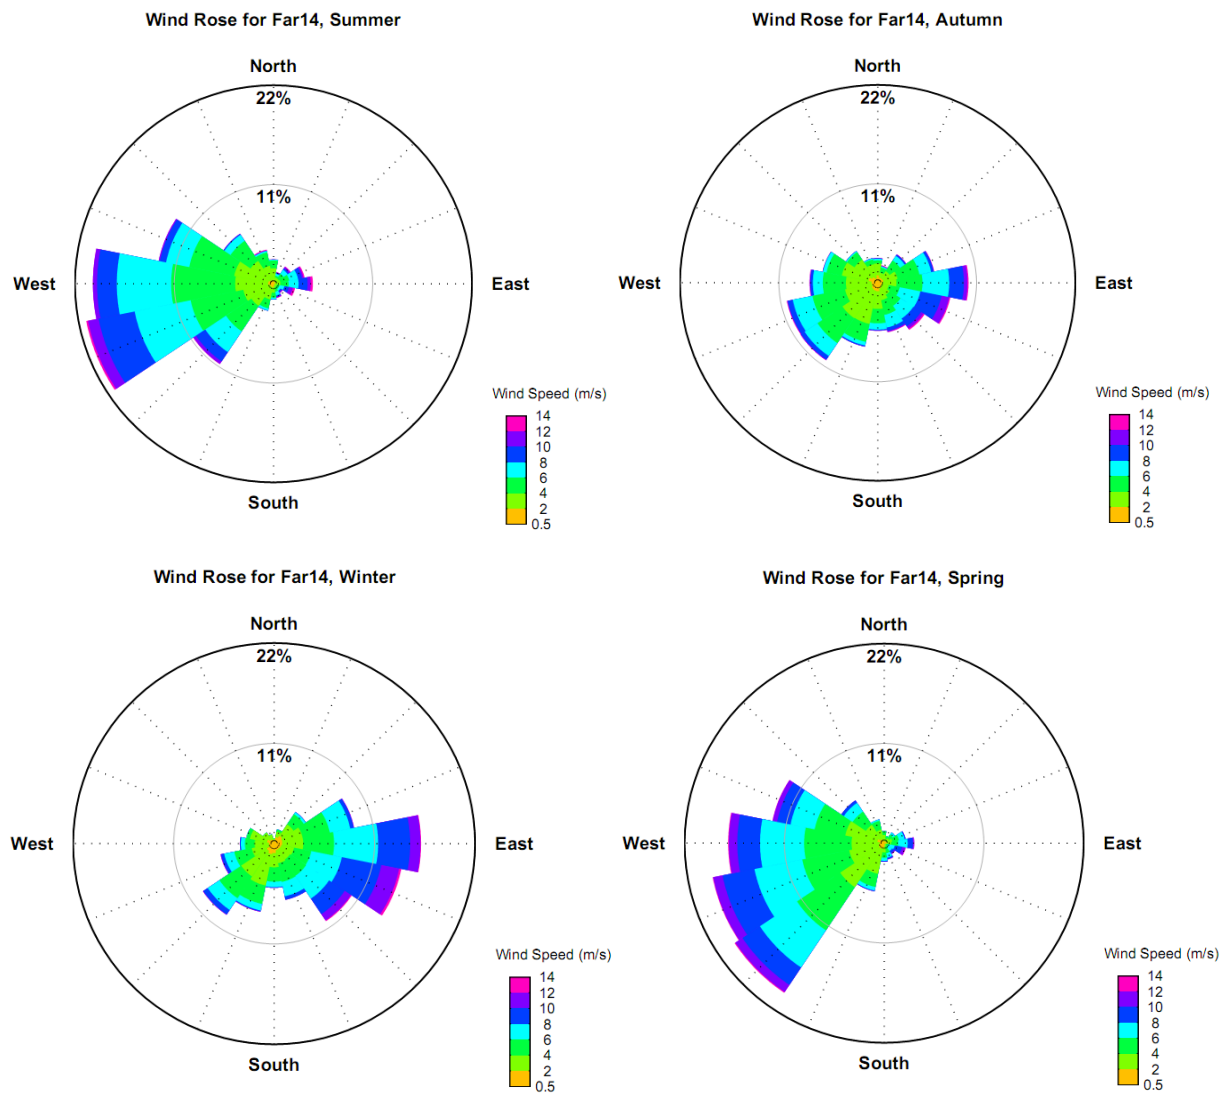 Wind Rose for Far14, Summer
North
22%
11%
West
East
South
Wind Speed (m/s)
14
12
10
8
6
4
2
0.5
Wind Rose for Far14, Autumn
North
22%
11%
West
East
South
Wind Speed (m/s)
14
12
10
8
6
4
2
0.5
Wind Rose for Far14, Winter
North
22%
11%
West
East
South
Wind Speed (m/s)
14
12
10
8
6
4
2
0.5
Wind Rose for Far14, Spring
North
22%
11%
West
East
South
Wind Speed (m/s)
14
12
10
8
6
4
2
0.5